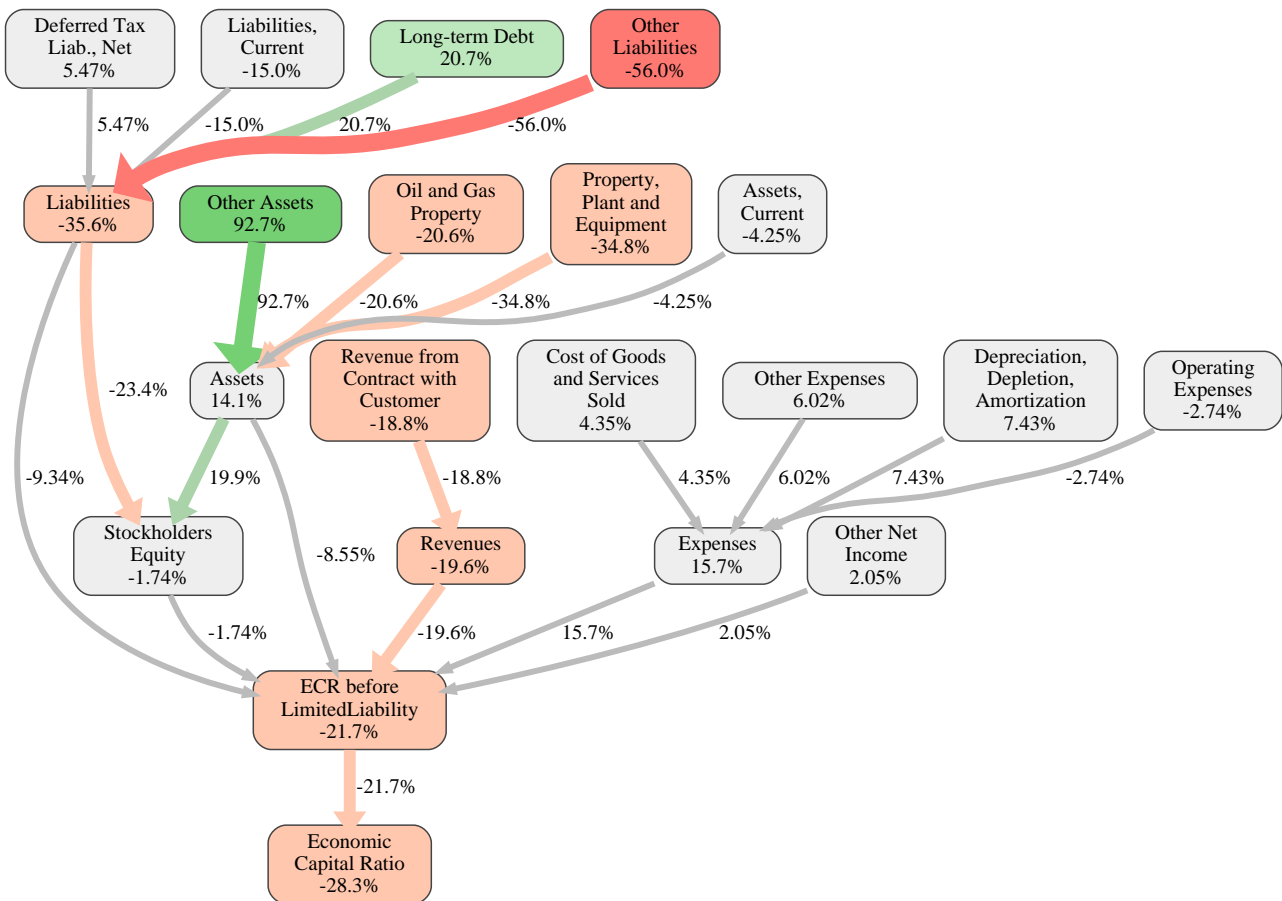 Deferred Tax
Liab., Net
5.47%
Liabilities,
Current
-15.0%
Long-term Debt
20.7%
Other
Liabilities
-56.0%
5.47%
-15.0%
20.7%
-56.0%
Liabilities
-35.6%
Other Assets
92.7%
Oil and Gas
Property
-20.6%
Property,
Plant and
Equipment
-34.8%
Assets,
Current
-4.25%
92.7%
-20.6%
-34.8%
-4.25%
-23.4%
Assets
14.1%
Revenue from
Contract with
Customer
-18.8%
Cost of Goods
and Services
Sold
4.35%
Other Expenses
6.02%
Depreciation,
Depletion,
Amortization
7.43%
Operating
Expenses
-2.74%
-9.34%
19.9%
-18.8%
4.35%
6.02%
7.43%
-2.74%
Stockholders
Equity
-1.74%
-8.55%
Revenues
-19.6%
Expenses
15.7%
Other Net
Income
2.05%
-1.74%
-19.6%
15.7%
2.05%
ECR before
LimitedLiability
-21.7%
-21.7%
Economic
Capital Ratio
-28.3%